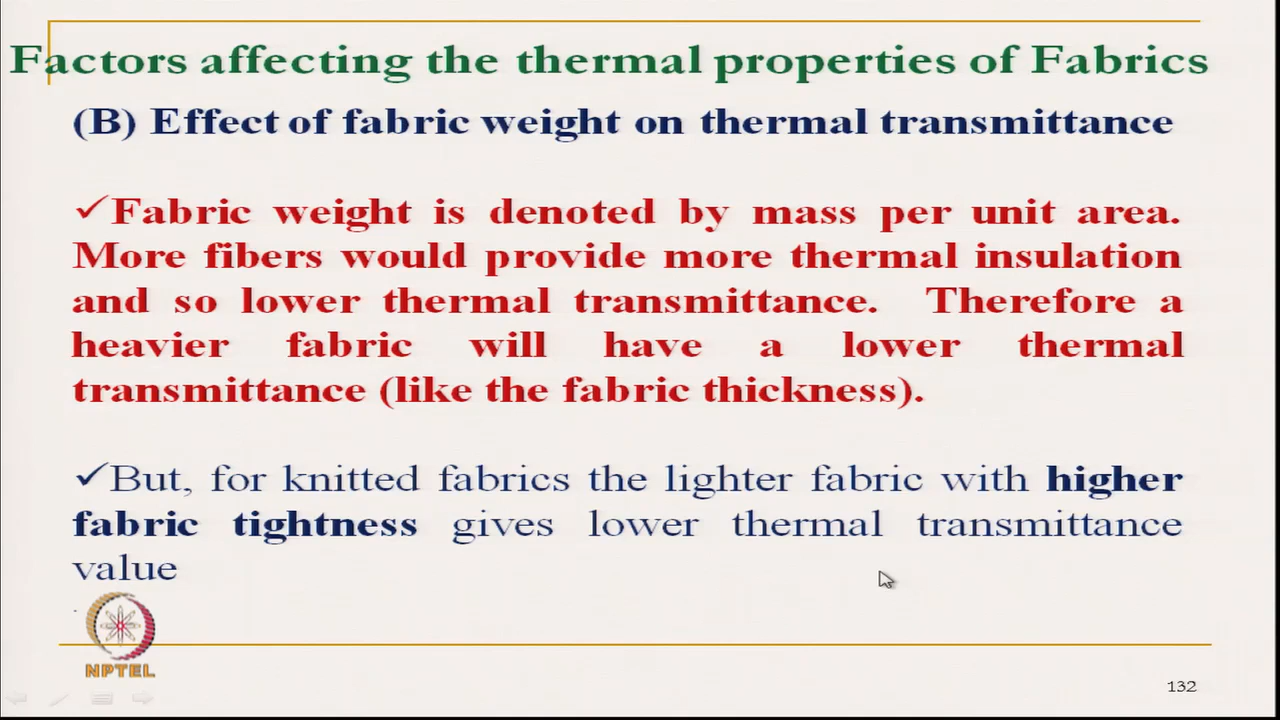 Factors affecting the thermal properties of Fabrics
(B) Effect of fabric weight on thermal transmittance
✓Fabric weight is denoted by mass per unit area.
More fibers would provide more thermal insulation
and so lower thermal transmittance. Therefore a
heavier fabric will have a lower thermal
transmittance (like the fabric thickness).
✓But, for knitted fabrics the lighter fabric with higher
fabric tightness gives lower thermal transmittance
value
.
NPTEL
132